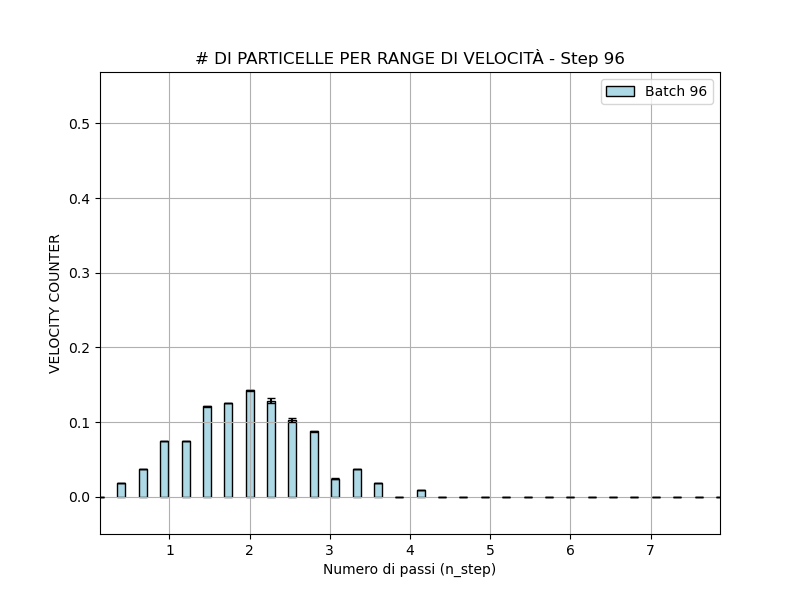 # DI PARTICELLE PER RANGE DI VELOCITÀ - Step 96
Batch 96
VELOCITY COUNTER
0.5
0.4
0.3
0.2
0.1
0.0
1 2 3 4 5 6 7
Numero di passi (n_step)